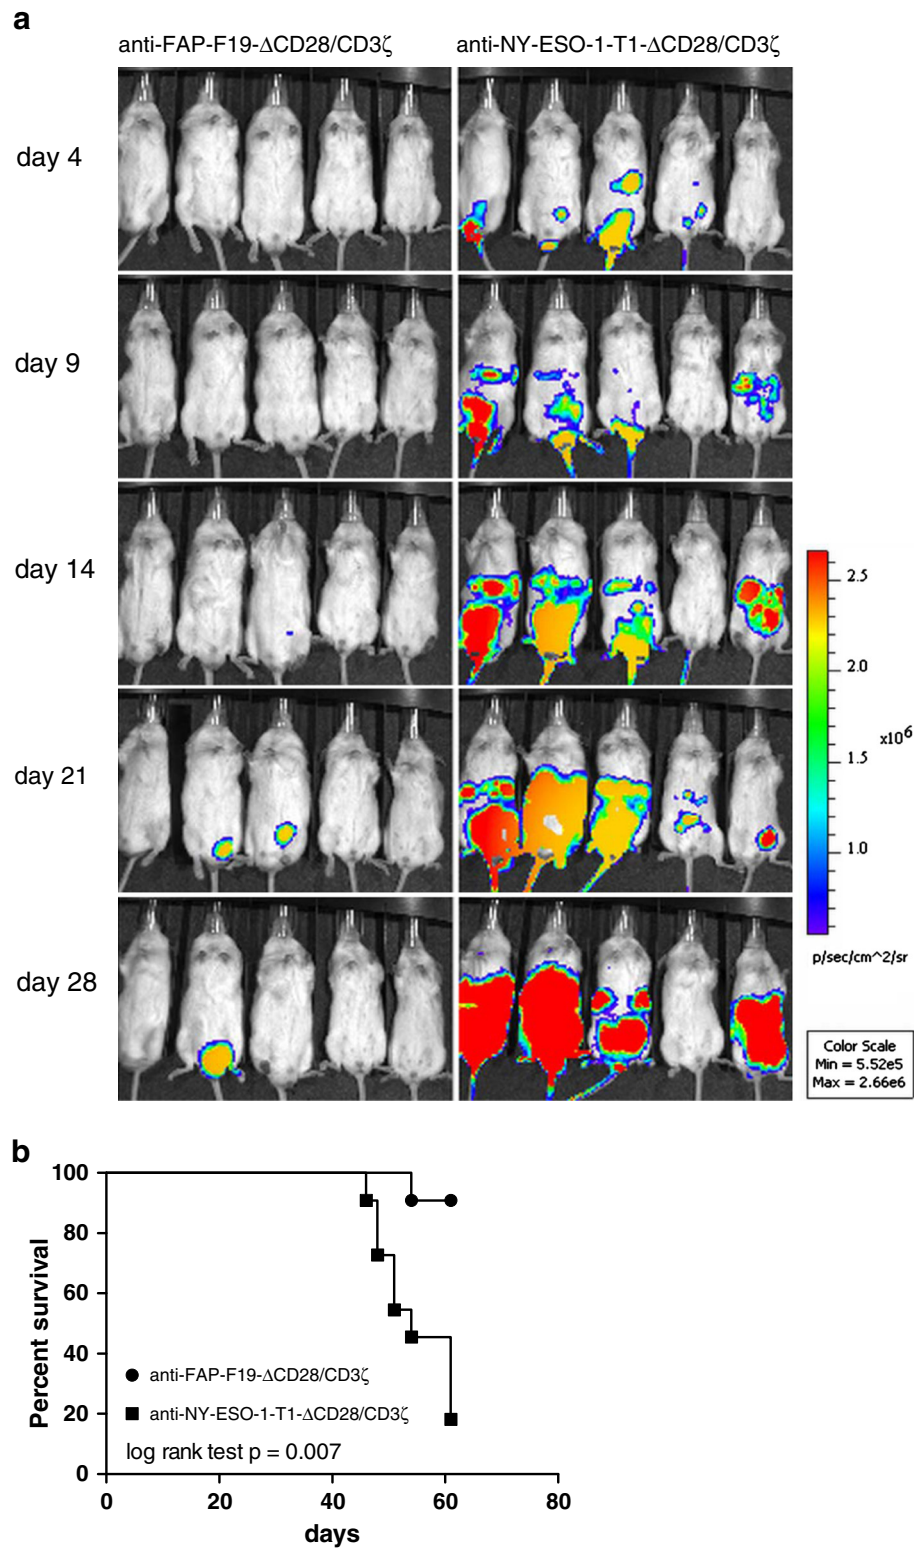 a
anti-FAP-F19-ΔCD28/CD3ζ
anti-NY-ESO-1-T1-ΔCD28/CD3ζ
day 4
day 9
day 14
day 21
day 28
2.5
2.0
x10^6
1.5
1.0
p/sec/cm^2/sr
Color Scale
Min = 5.52e5
Max = 2.66e6
b
100
80
60
40
20
0
Percent survival
anti-FAP-F19-ΔCD28/CD3ζ
anti-NY-ESO-1-T1-ΔCD28/CD3ζ
log rank test p = 0.007
0 20 40 60 80
days